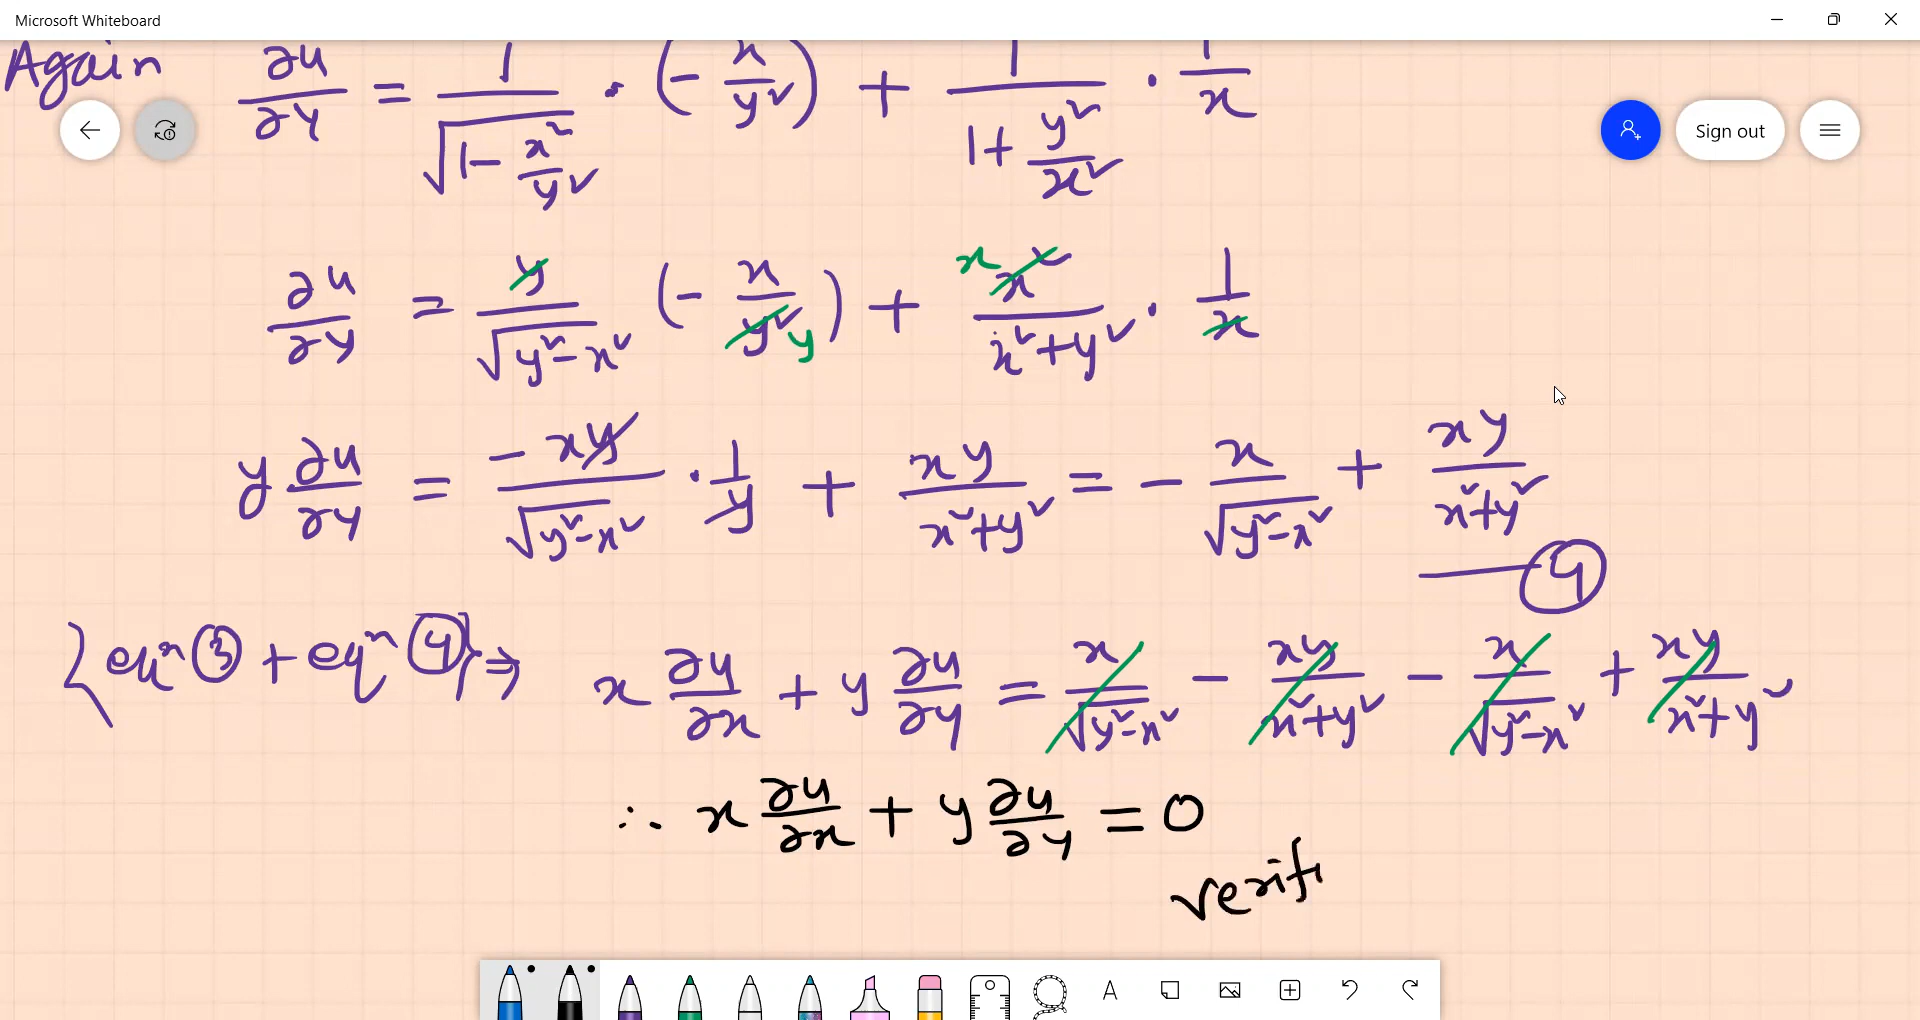 Microsoft Whiteboard
Again ∂u/∂y = 1/√(1 - x²/y²) · (- x/y²) + 1/(1 + y²/x²) · 1/x
Sign out
∂u/∂y = y/√(y² - x²) (- x/y² y) + x x²/(x² + y²) · 1/x
y ∂u/∂y = - xy/√(y² - x²) · 1/y + xy/(x² + y²) = - x/√(y² - x²) + xy/(x² + y²)
—④
{eqⁿ ③ + eqⁿ ④} ⇒ x ∂u/∂x + y ∂u/∂y = x/√(y² - x²) - xy/(x² + y²) - x/√(y² - x²) + xy/(x² + y²)
∴ x ∂u/∂x + y ∂u/∂y = 0
verifi
A